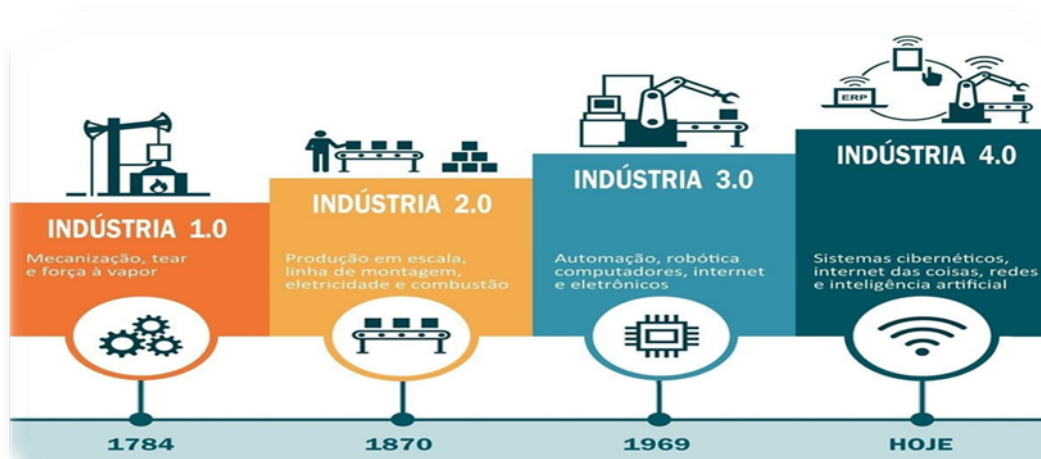 ERP
INDÚSTRIA 1.0
Mecanização, tear
e força à vapor
INDÚSTRIA 2.0
Produção em escala,
linha de montagem,
eletricidade e combustão
INDÚSTRIA 3.0
Automação, robótica
computadores, internet
e eletrônicos
INDÚSTRIA 4.0
Sistemas cibernéticos,
internet das coisas, redes
e inteligência artificial
1784
1870
1969
HOJE